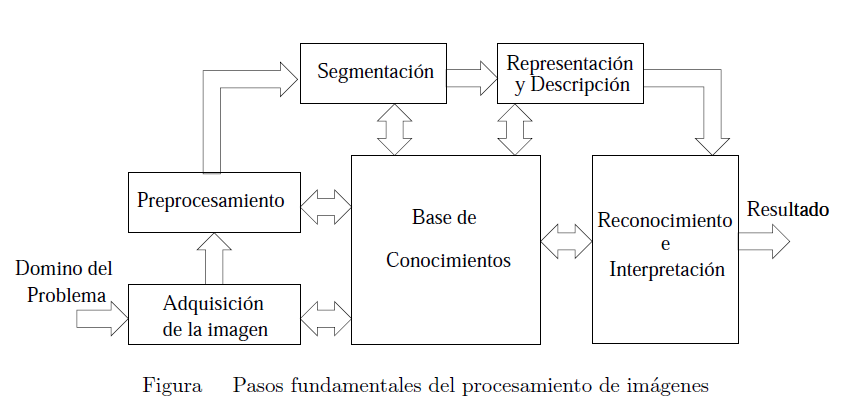 Segmentación
Representación
y Descripción
Preprocesamiento
Base de
Conocimientos
Reconocimiento
e
Interpretación
Resultado
Domino del
Problema
Adquisición
de la imagen
Figura Pasos fundamentales del procesamiento de imágenes